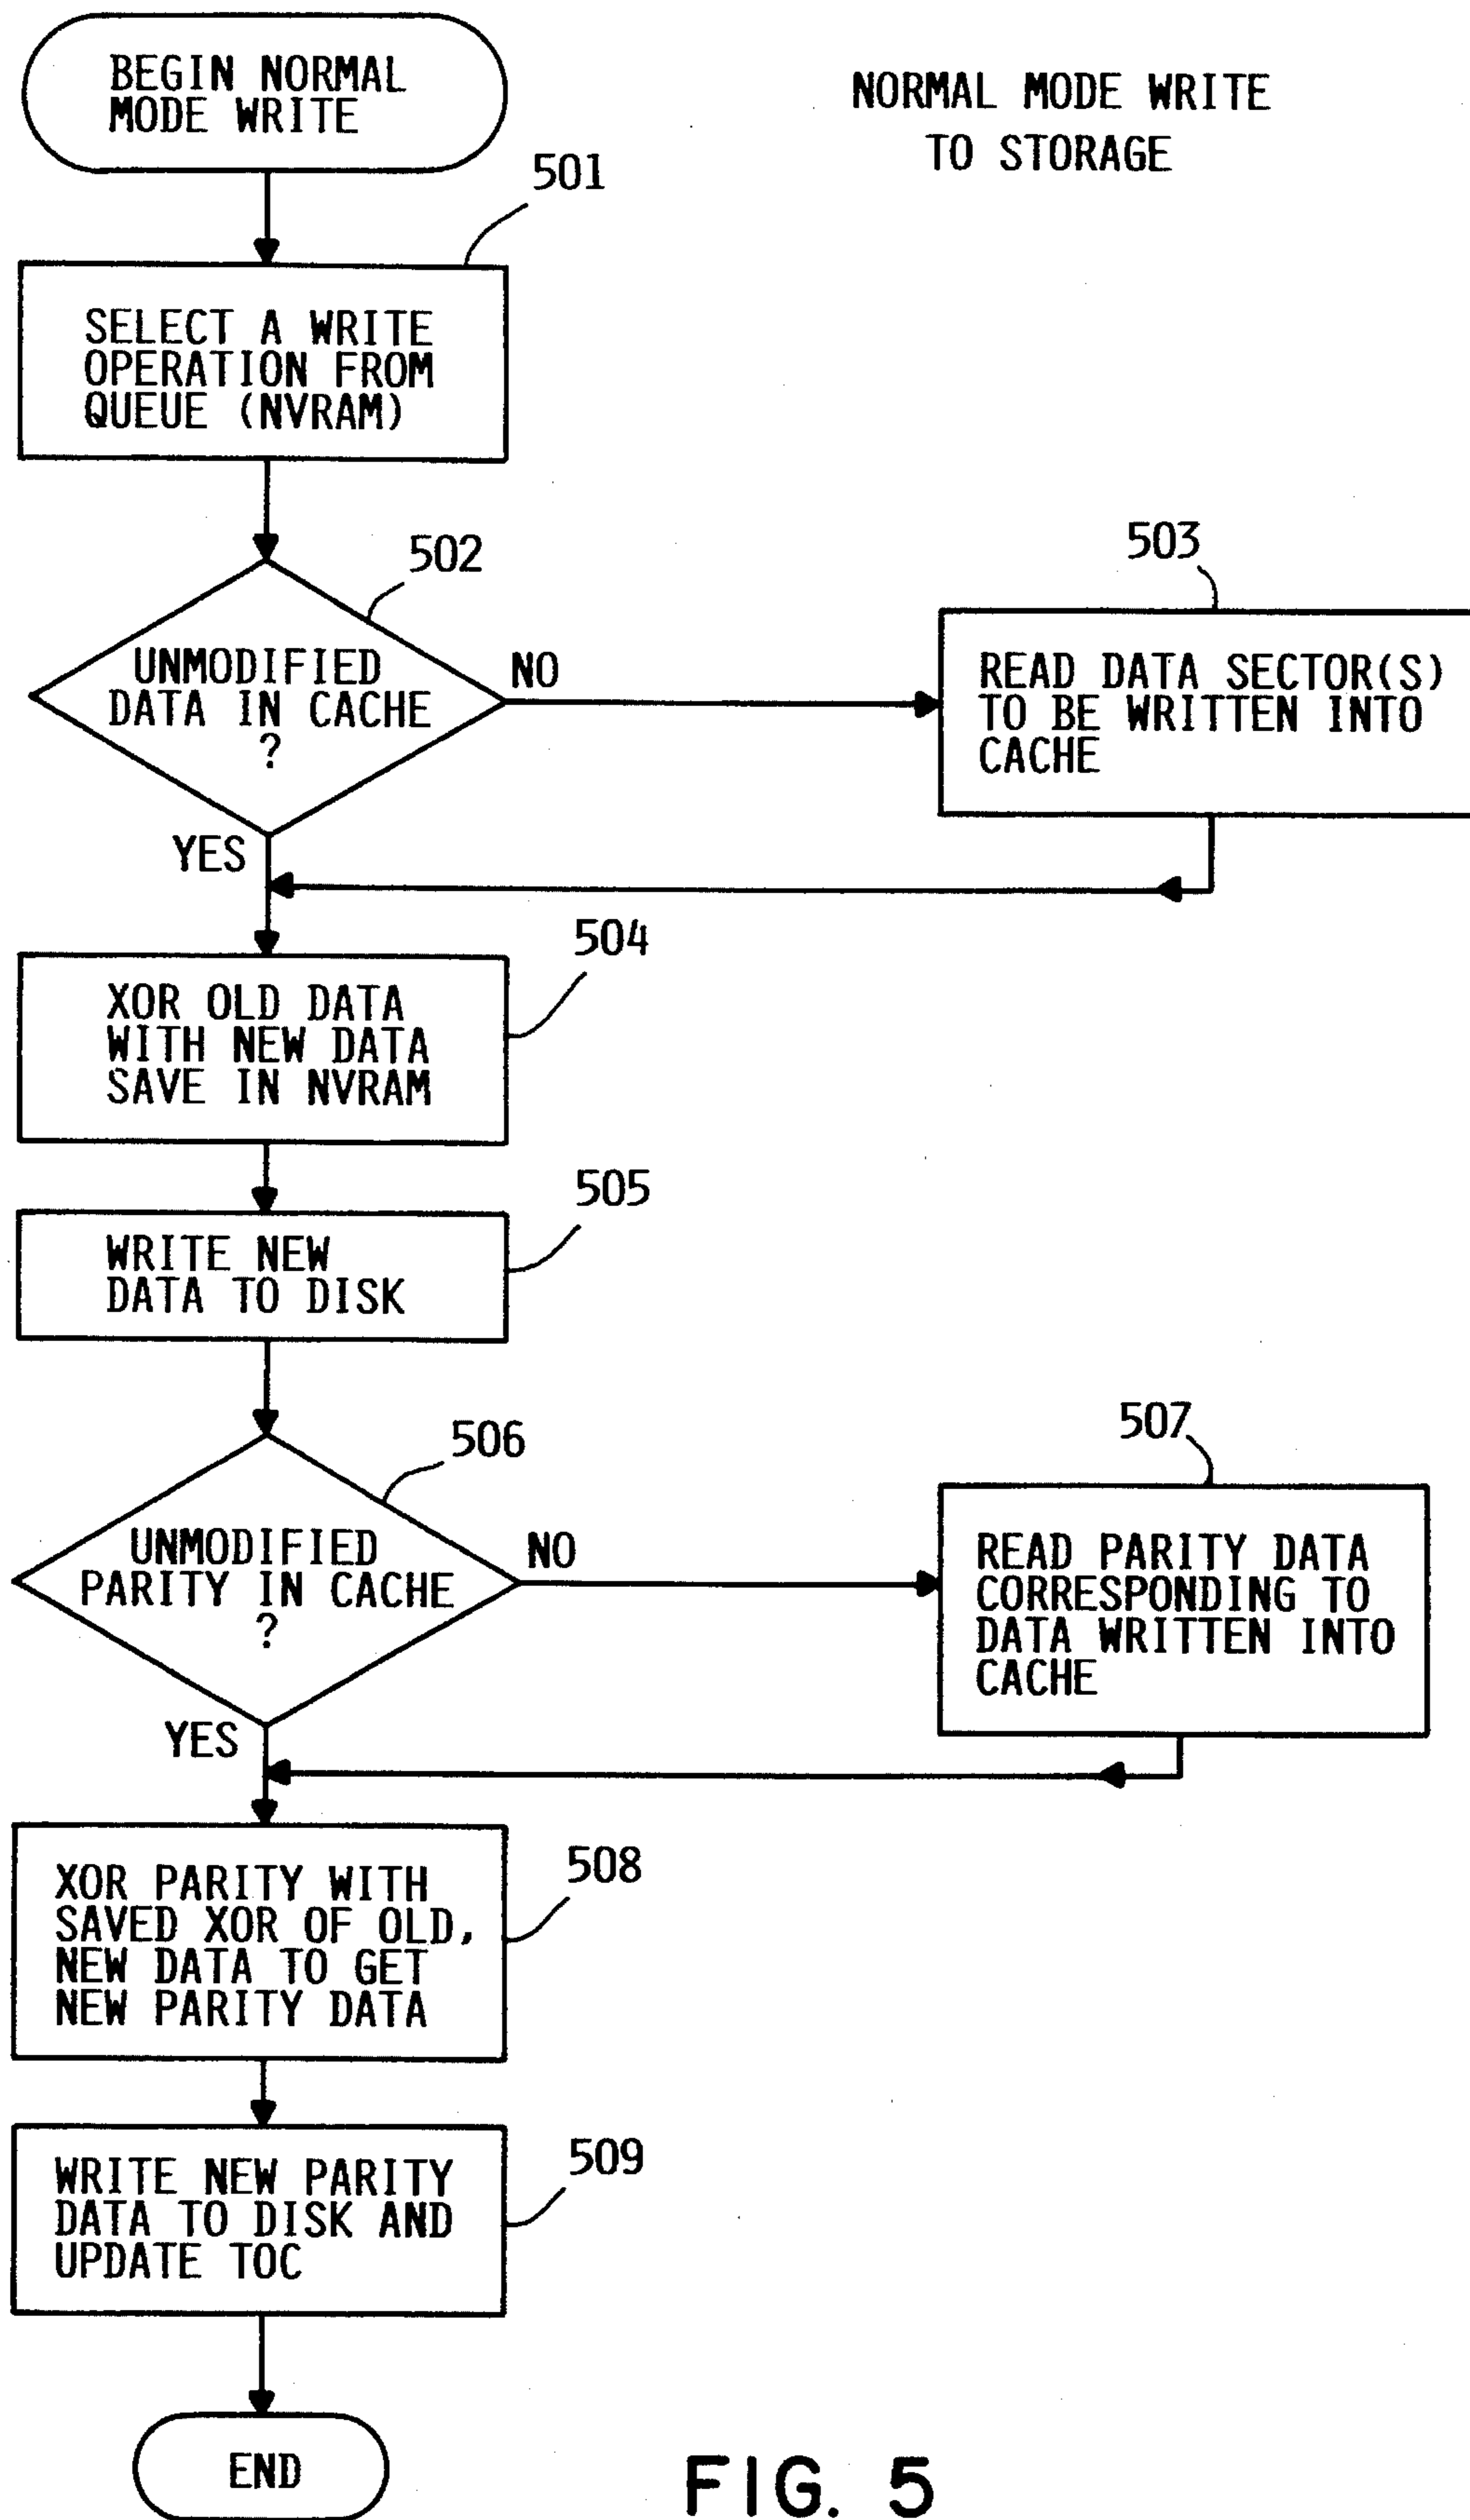 BEGIN NORMAL
MODE WRITE
NORMAL MODE WRITE
TO STORAGE
501
SELECT A WRITE
OPERATION FROM
QUEUE (NVRAM)
502
UNMODIFIED
DATA IN CACHE
?
NO
YES
503
READ DATA SECTOR(S)
TO BE WRITTEN INTO
CACHE
504
XOR OLD DATA
WITH NEW DATA
SAVE IN NVRAM
505
WRITE NEW
DATA TO DISK
506
UNMODIFIED
PARITY IN CACHE
?
NO
YES
507
READ PARITY DATA
CORRESPONDING TO
DATA WRITTEN INTO
CACHE
508
XOR PARITY WITH
SAVED XOR OF OLD,
NEW DATA TO GET
NEW PARITY DATA
509
WRITE NEW PARITY
DATA TO DISK AND
UPDATE TOC
END
FIG. 5